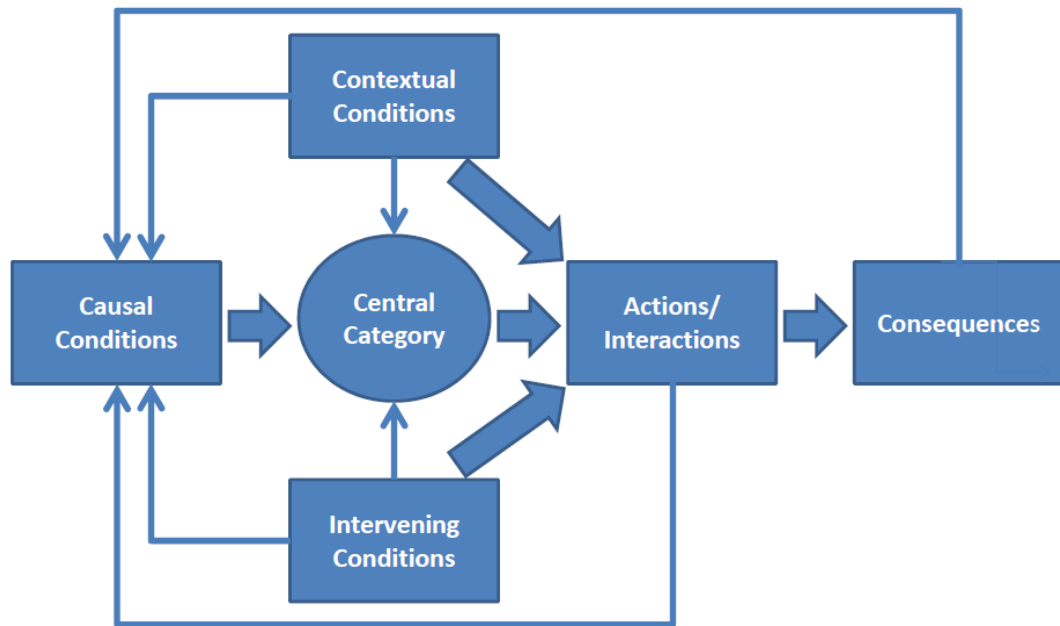 Contextual
Conditions
Causal
Conditions
Central
Category
Actions/
Interactions
Consequences
Intervening
Conditions